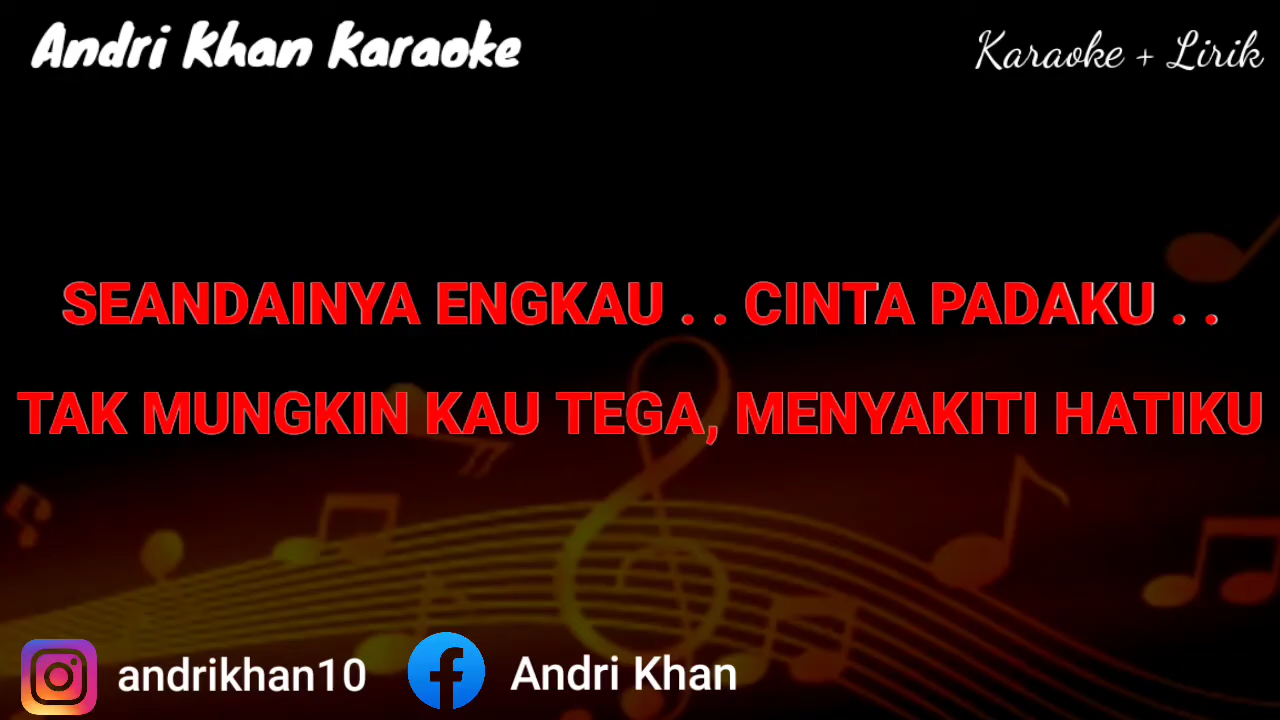 Andri Khan Karaoke
Karaoke + Lirik
SEANDAINYA ENGKAU . . CINTA PADAKU . .
TAK MUNGKIN KAU TEGA, MENYAKITI HATIKU
andrikhan10
Andri Khan